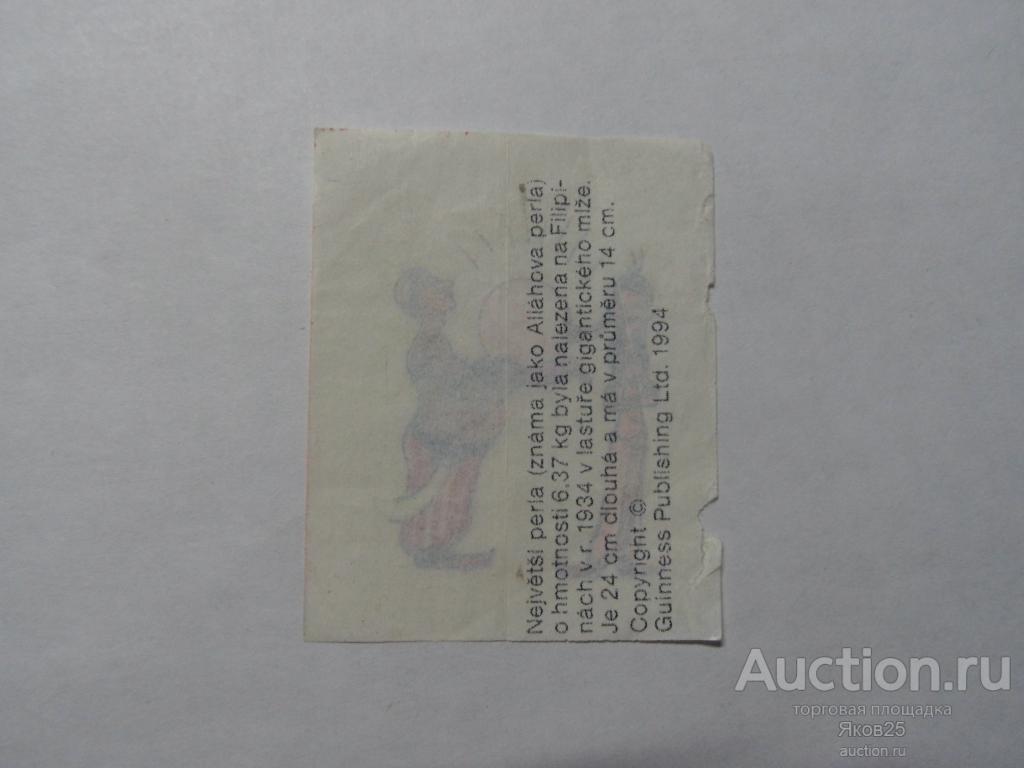 Největší perla (známa jako Alláhova perla)
o hmotnosti 6.37 kg byla nalezena na Filipí-
nách v r. 1934 v lastuře gigantického mlže.
Je 24 cm dlouhá a má v průměru 14 cm.
Copyright ©
Guinness Publishing Ltd. 1994
Auction.ru
торговая площадка
Яков25
auction.ru